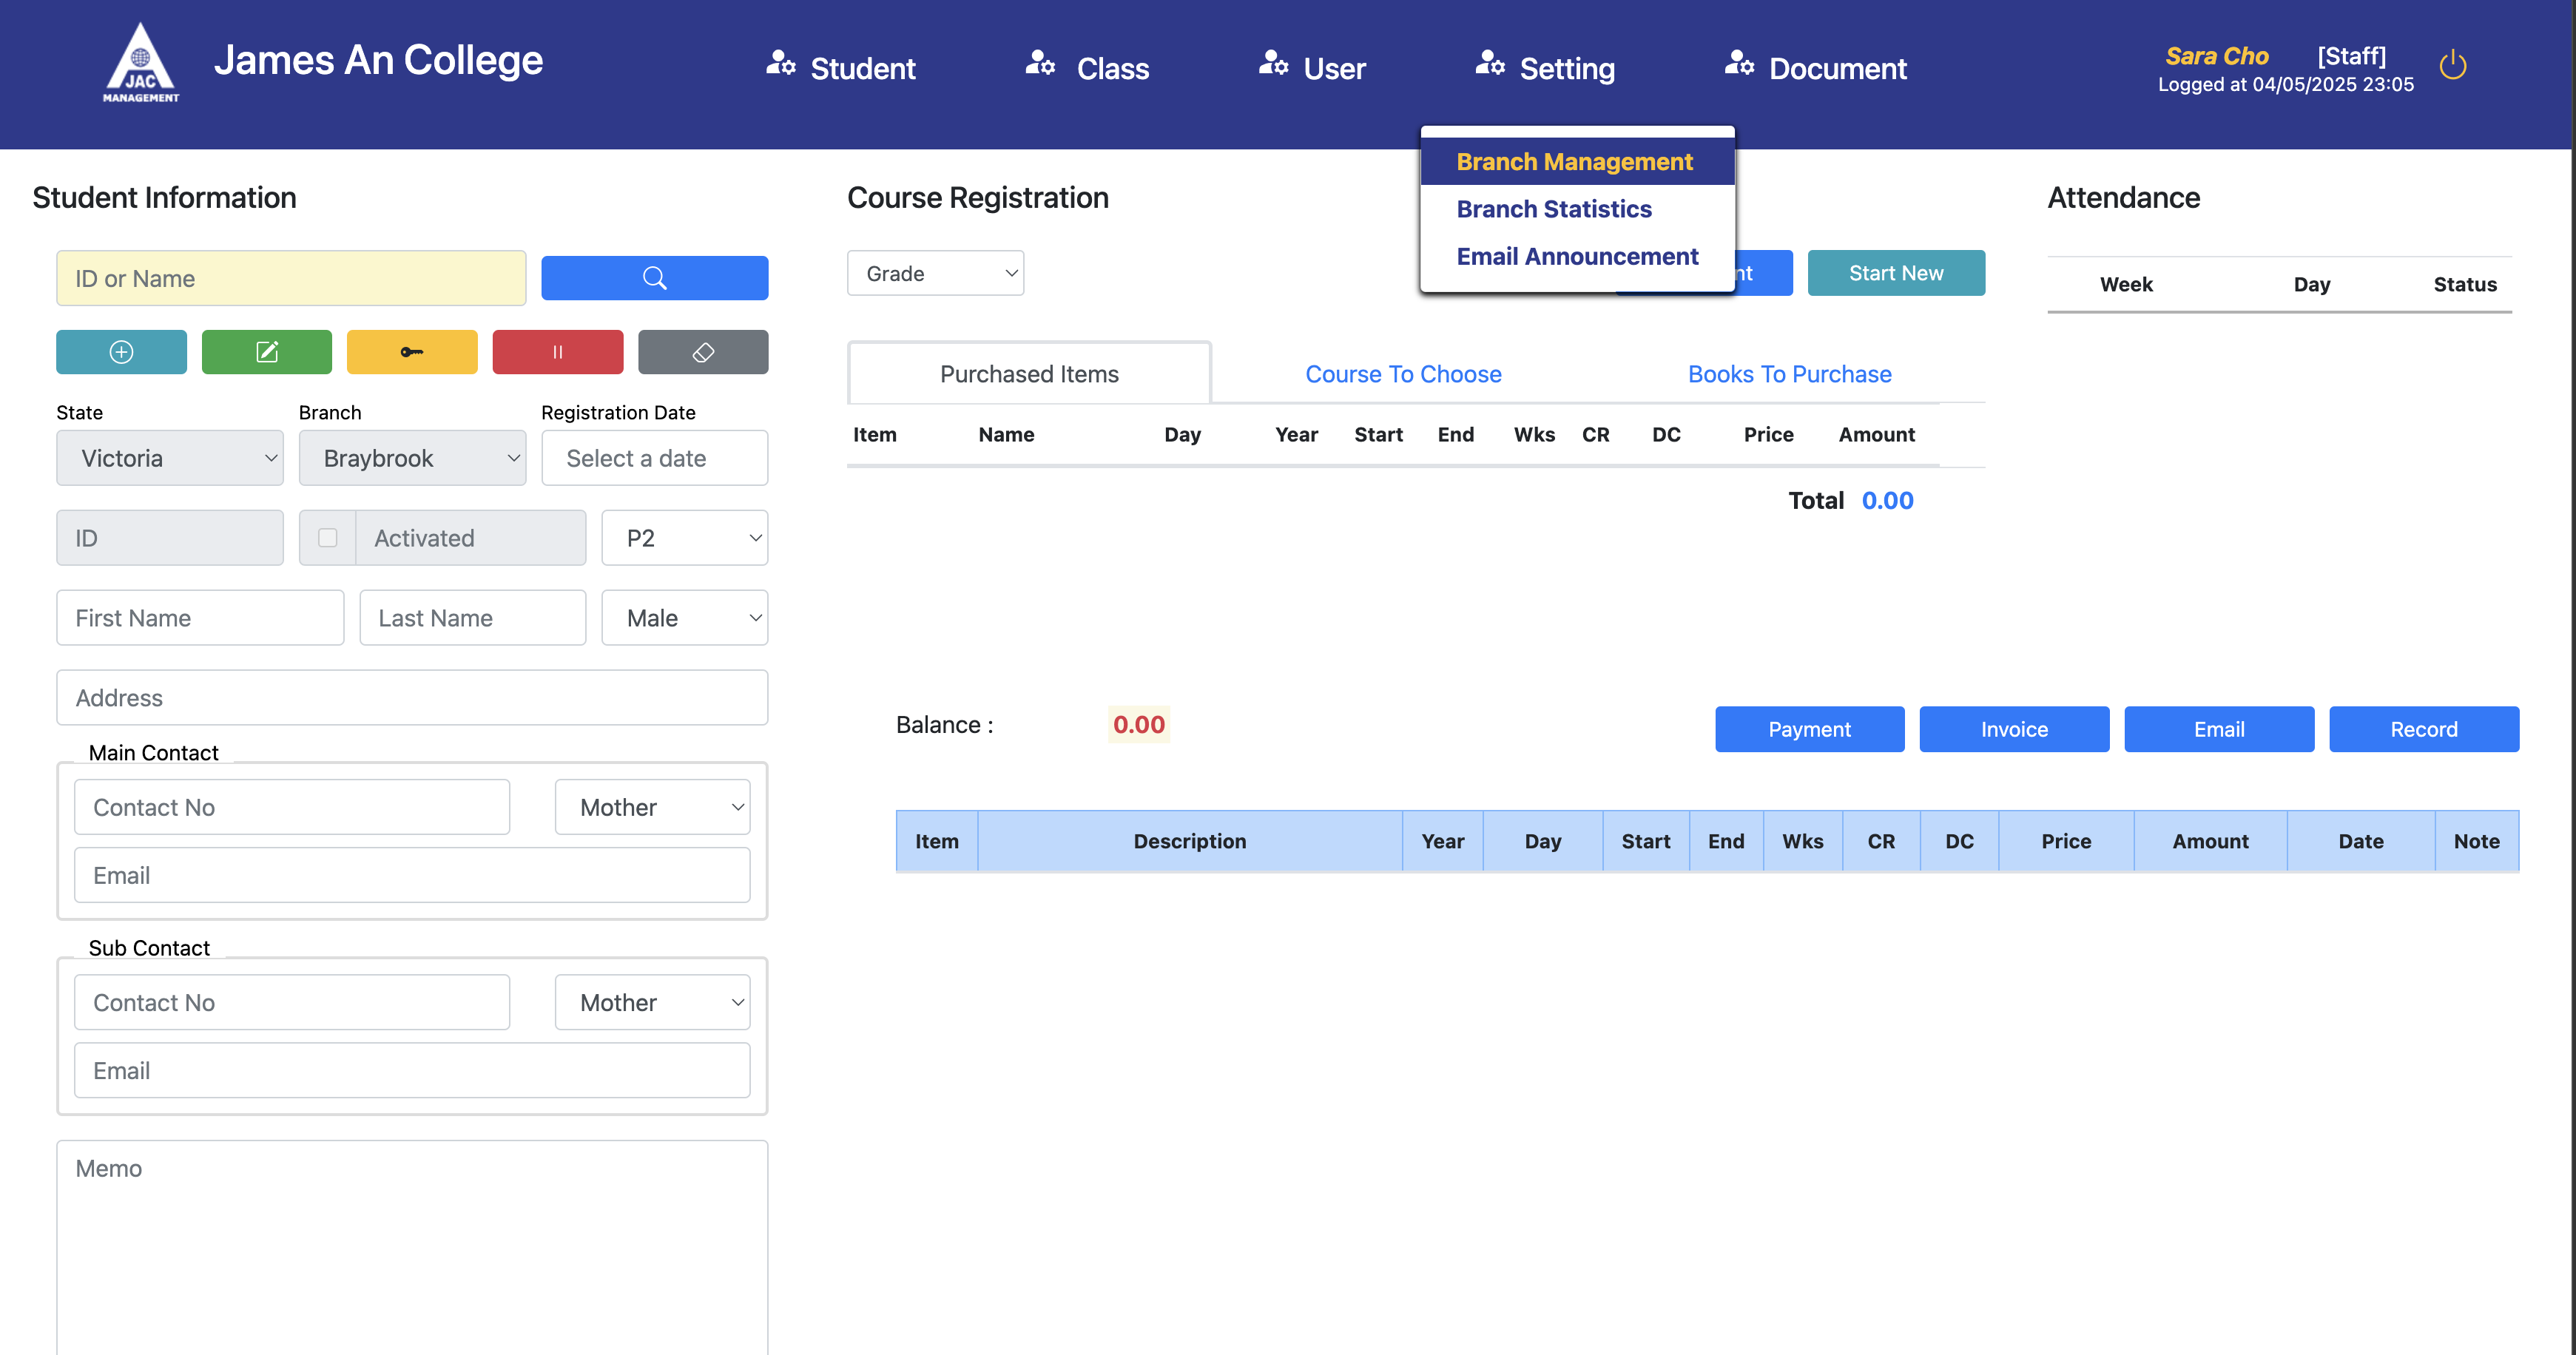 JAC
MANAGEMENT
James An College
Student
Class
User
Setting
Document
Sara Cho [Staff]
Logged at 04/05/2025 23:05
Branch Management
Branch Statistics
Email Announcement
Student Information
ID or Name
State
Branch
Registration Date
Victoria
Braybrook
Select a date
ID
Activated
P2
First Name
Last Name
Male
Address
Main Contact
Contact No
Mother
Email
Sub Contact
Contact No
Mother
Email
Memo
Course Registration
Grade
Start New
Purchased Items
Course To Choose
Books To Purchase
Item Name Day Year Start End Wks CR DC Price Amount
Total 0.00
Attendance
Week Day Status
Balance : 0.00
Payment
Invoice
Email
Record
Item Description Year Day Start End Wks CR DC Price Amount Date Note